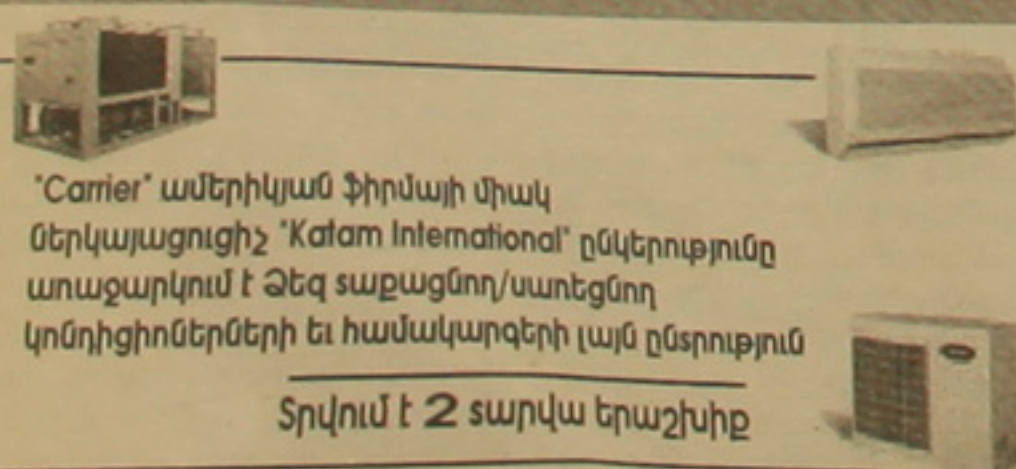 "Carrier" ամերիկյան ֆիրմայի միակ
ներկայացուցիչ "Katam International" ընկերությունը
առաջարկում է Ձեզ տաքացնող/սառեցնող
կոնդիցիոներների եւ համակարգերի լայն ընտրություն
Տրվում է 2 տարվա երաշխիք